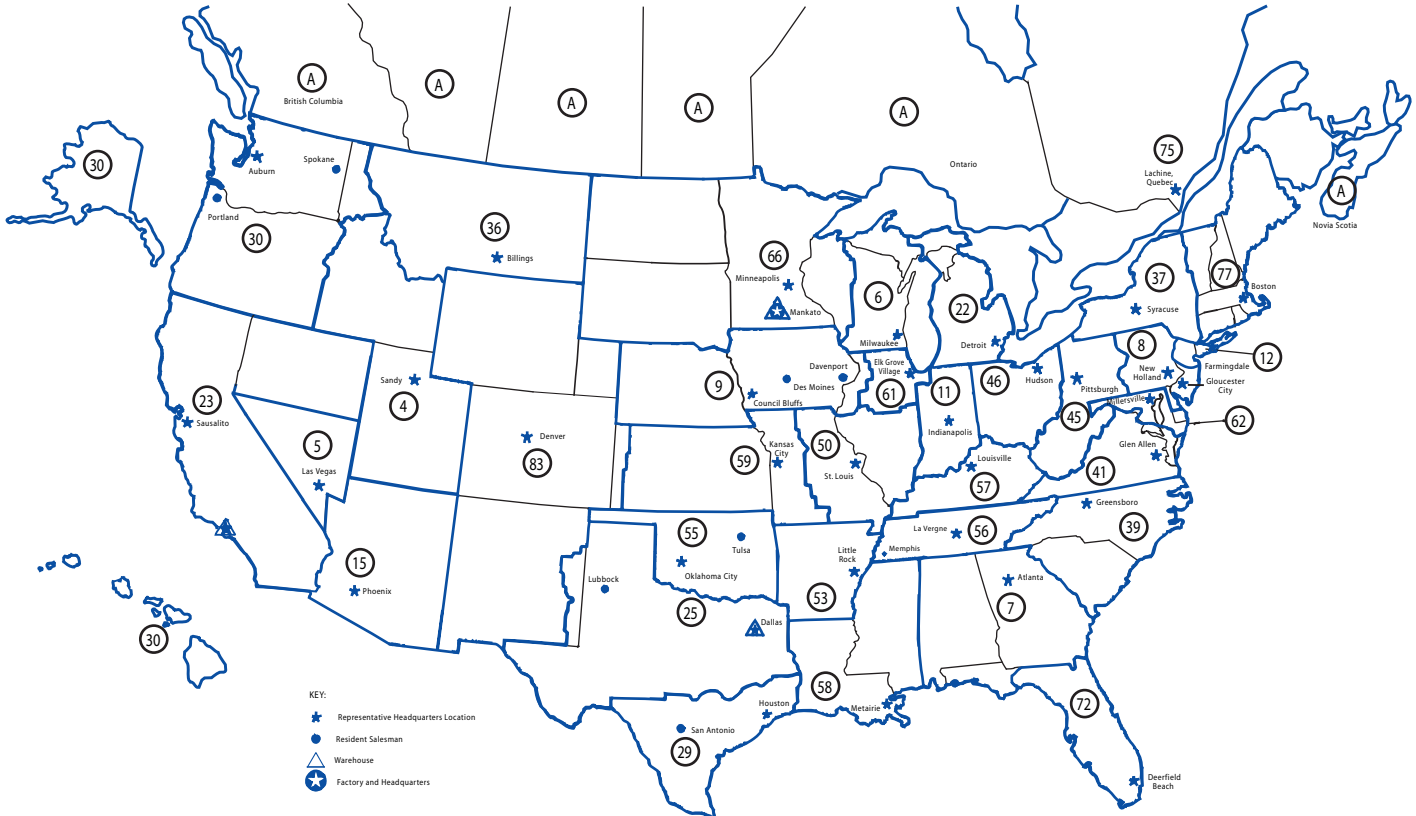 A
British Columbia
A
A
A
A
Ontario
75
Lachine,
Quebec
A
Novia Scotia
30
Auburn
Spokane
Portland
30
36
Billings
66
Minneapolis
Mankato
6
Milwaukee
22
Detroit
37
Syracuse
77
Boston
12
Farmingdale
8
New
Holland
Gloucester
City
62
Millersville
Pittsburgh
45
Hudson
46
11
Indianapolis
Elk Grove
Village
61
Davenport
Des Moines
Council Bluffs
9
Sandy
4
23
Sausalito
5
Las Vegas
Denver
83
59
Kansas
City
50
St. Louis
Louisville
57
Glen Allen
41
Greensboro
39
La Vergne
56
Memphis
Little
Rock
53
55
Tulsa
Oklahoma City
Lubbock
25
Dallas
15
Phoenix
30
Atlanta
7
58
Metairie
Houston
San Antonio
29
72
Deerfield
Beach
KEY:
Representative Headquarters Location
Resident Salesman
Warehouse
Factory and Headquarters